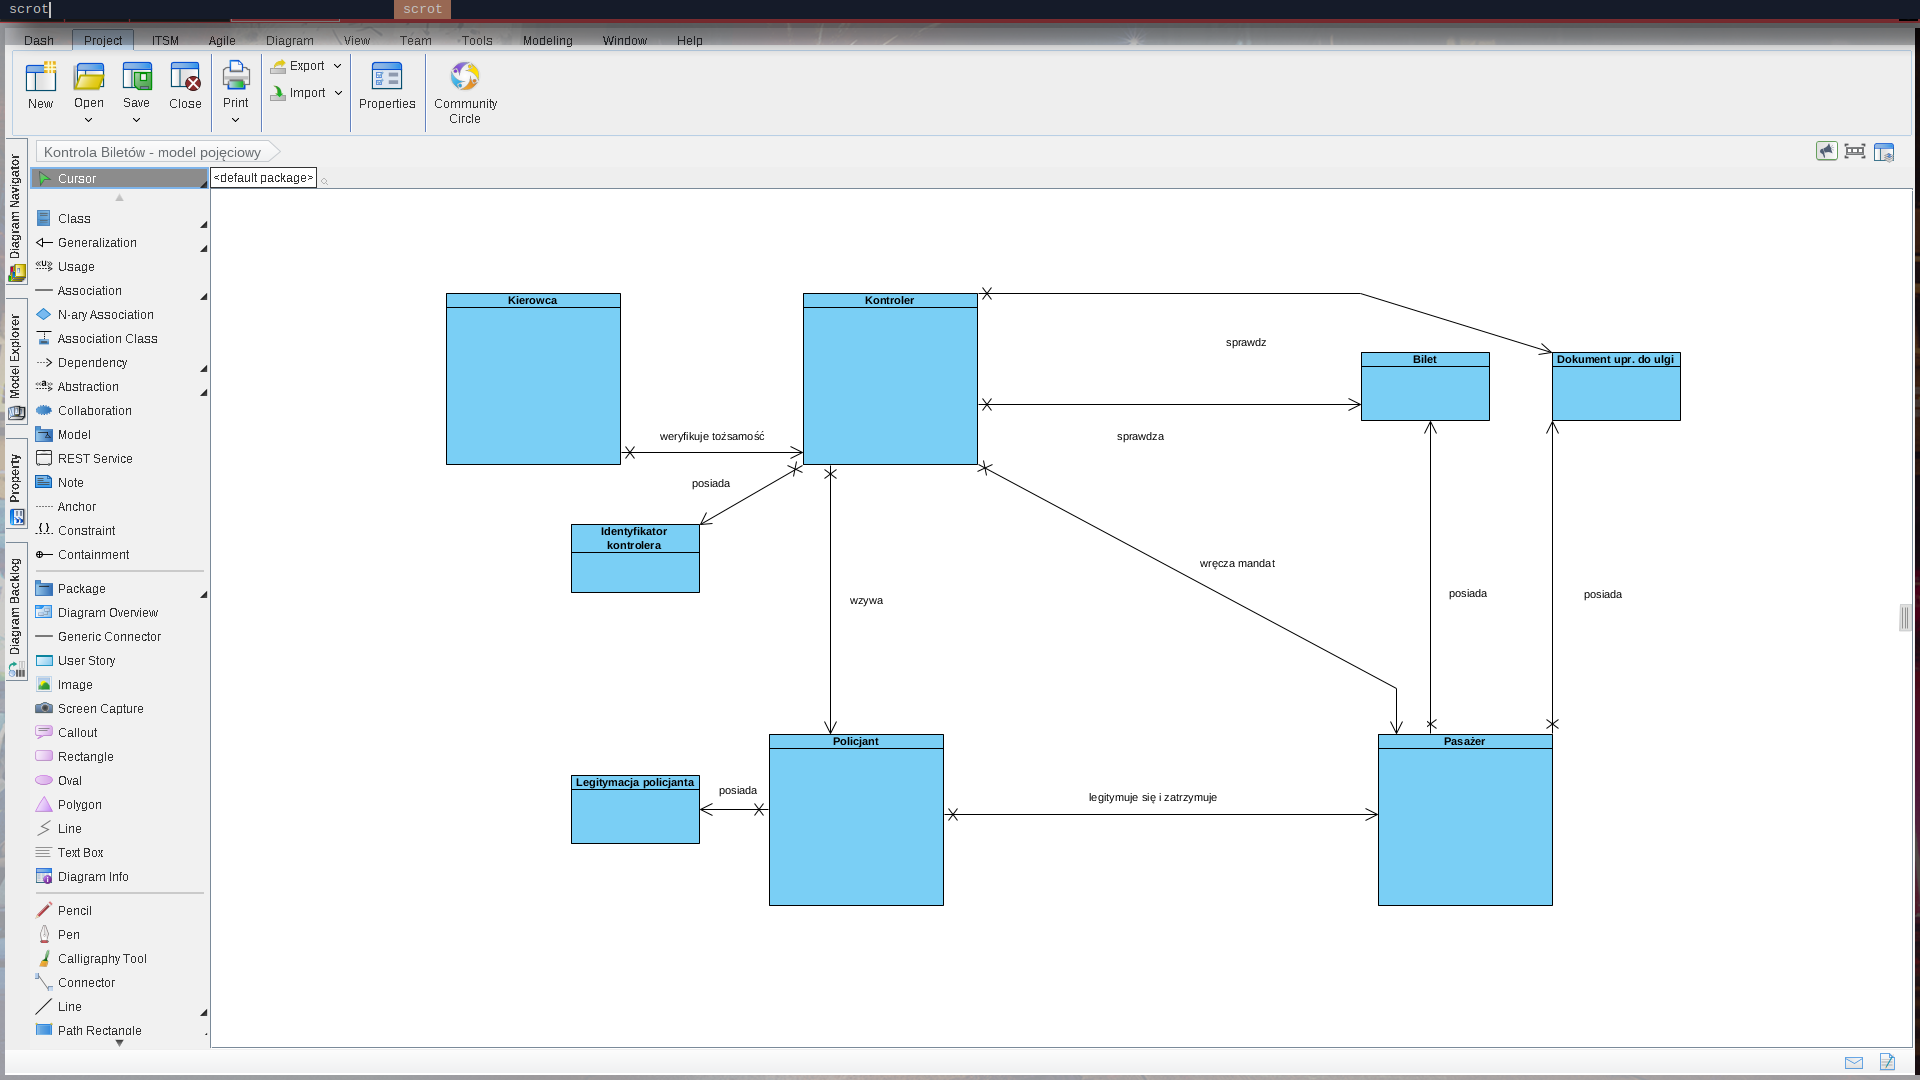 scrot
scrot
Dash Project ITSM Agile Diagram View Team Tools Modeling Window Help
New Open Save Close Print Export Import Properties Community Circle
Kontrola Biletów - model pojęciowy
<default package>
Diagram Navigator
Model Explorer
Property
Diagram Backlog
Cursor
Class
Generalization
Usage
Association
N-ary Association
Association Class
Dependency
Abstraction
Collaboration
Model
REST Service
Note
Anchor
Constraint
Containment
Package
Diagram Overview
Generic Connector
User Story
Image
Screen Capture
Callout
Rectangle
Oval
Polygon
Line
Text Box
Diagram Info
Pencil
Pen
Calligraphy Tool
Connector
Line
Path Rectangle
Kierowca
Kontroler
sprawdz
Bilet
Dokument upr. do ulgi
weryfikuje tożsamość
sprawdza
posiada
Identyfikator
kontrolera
wręcza mandat
wzywa
posiada
posiada
Policjant
Pasażer
Legitymacja policjanta
posiada
legitymuje się i zatrzymuje